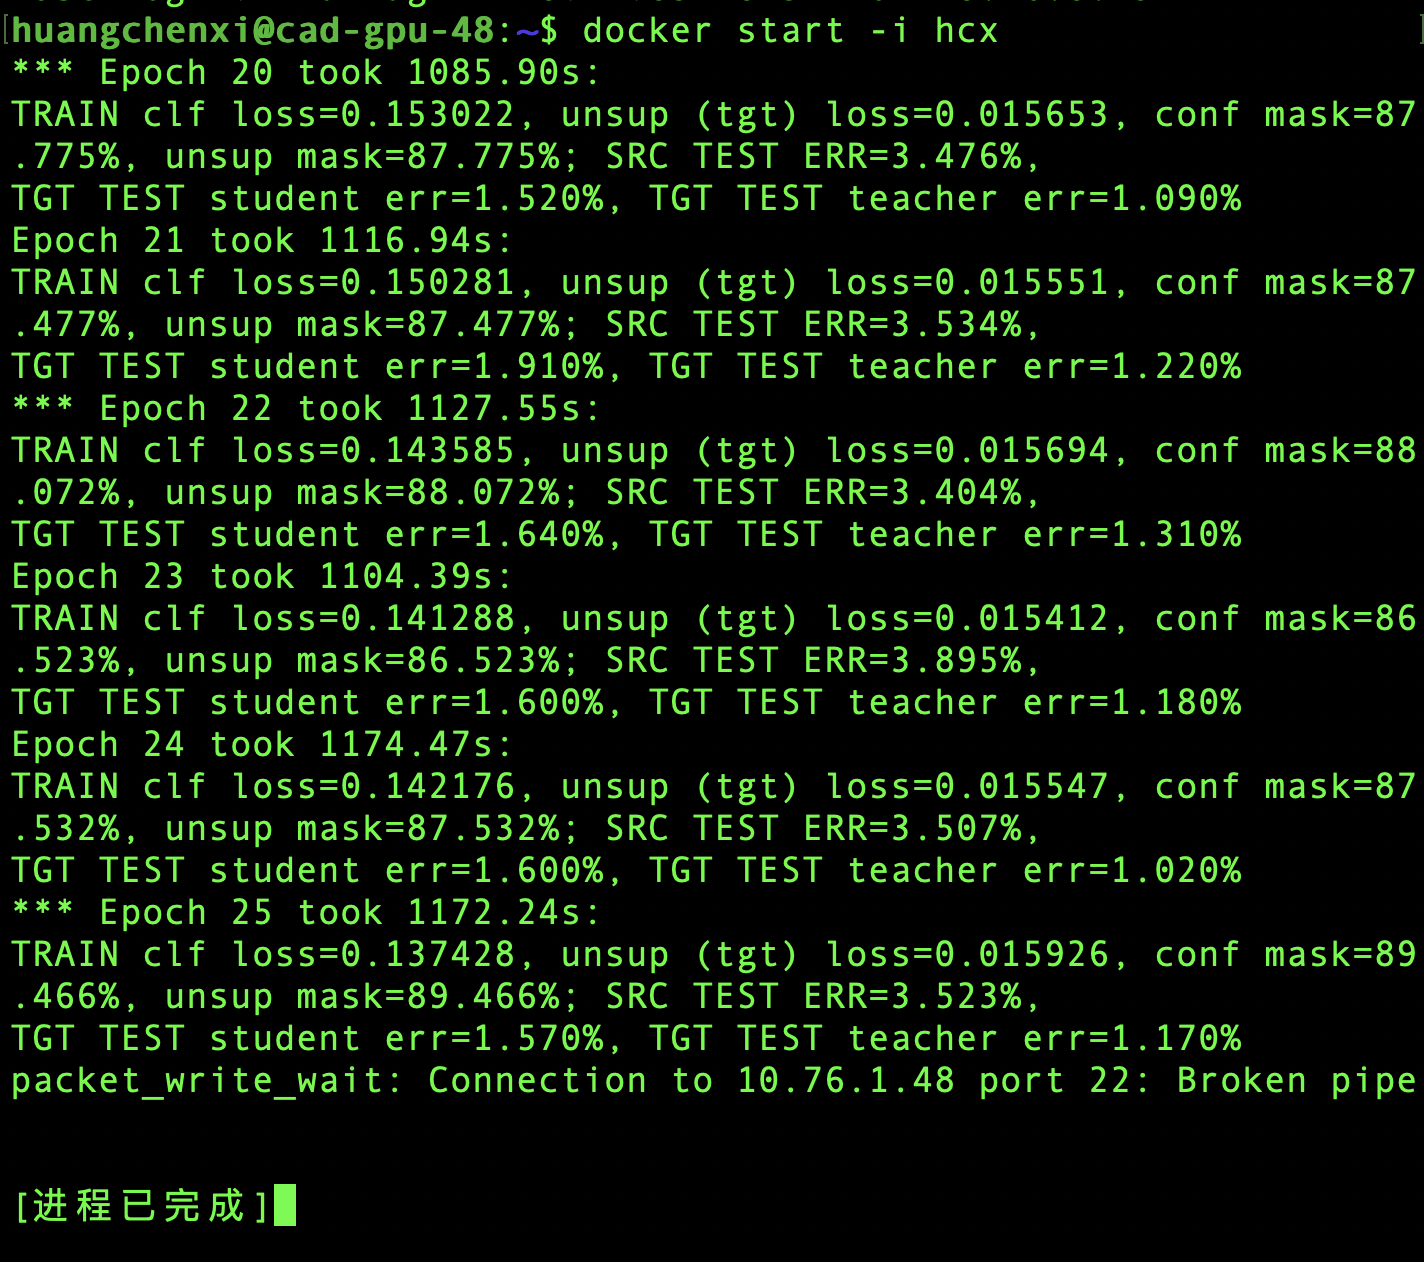 huangchenxi@cad-gpu-48:~$ docker start -i hcx
*** Epoch 20 took 1085.90s:
TRAIN clf loss=0.153022, unsup (tgt) loss=0.015653, conf mask=87
.775%, unsup mask=87.775%; SRC TEST ERR=3.476%,
TGT TEST student err=1.520%, TGT TEST teacher err=1.090%
Epoch 21 took 1116.94s:
TRAIN clf loss=0.150281, unsup (tgt) loss=0.015551, conf mask=87
.477%, unsup mask=87.477%; SRC TEST ERR=3.534%,
TGT TEST student err=1.910%, TGT TEST teacher err=1.220%
*** Epoch 22 took 1127.55s:
TRAIN clf loss=0.143585, unsup (tgt) loss=0.015694, conf mask=88
.072%, unsup mask=88.072%; SRC TEST ERR=3.404%,
TGT TEST student err=1.640%, TGT TEST teacher err=1.310%
Epoch 23 took 1104.39s:
TRAIN clf loss=0.141288, unsup (tgt) loss=0.015412, conf mask=86
.523%, unsup mask=86.523%; SRC TEST ERR=3.895%,
TGT TEST student err=1.600%, TGT TEST teacher err=1.180%
Epoch 24 took 1174.47s:
TRAIN clf loss=0.142176, unsup (tgt) loss=0.015547, conf mask=87
.532%, unsup mask=87.532%; SRC TEST ERR=3.507%,
TGT TEST student err=1.600%, TGT TEST teacher err=1.020%
*** Epoch 25 took 1172.24s:
TRAIN clf loss=0.137428, unsup (tgt) loss=0.015926, conf mask=89
.466%, unsup mask=89.466%; SRC TEST ERR=3.523%,
TGT TEST student err=1.570%, TGT TEST teacher err=1.170%
packet_write_wait: Connection to 10.76.1.48 port 22: Broken pipe
[进程已完成]